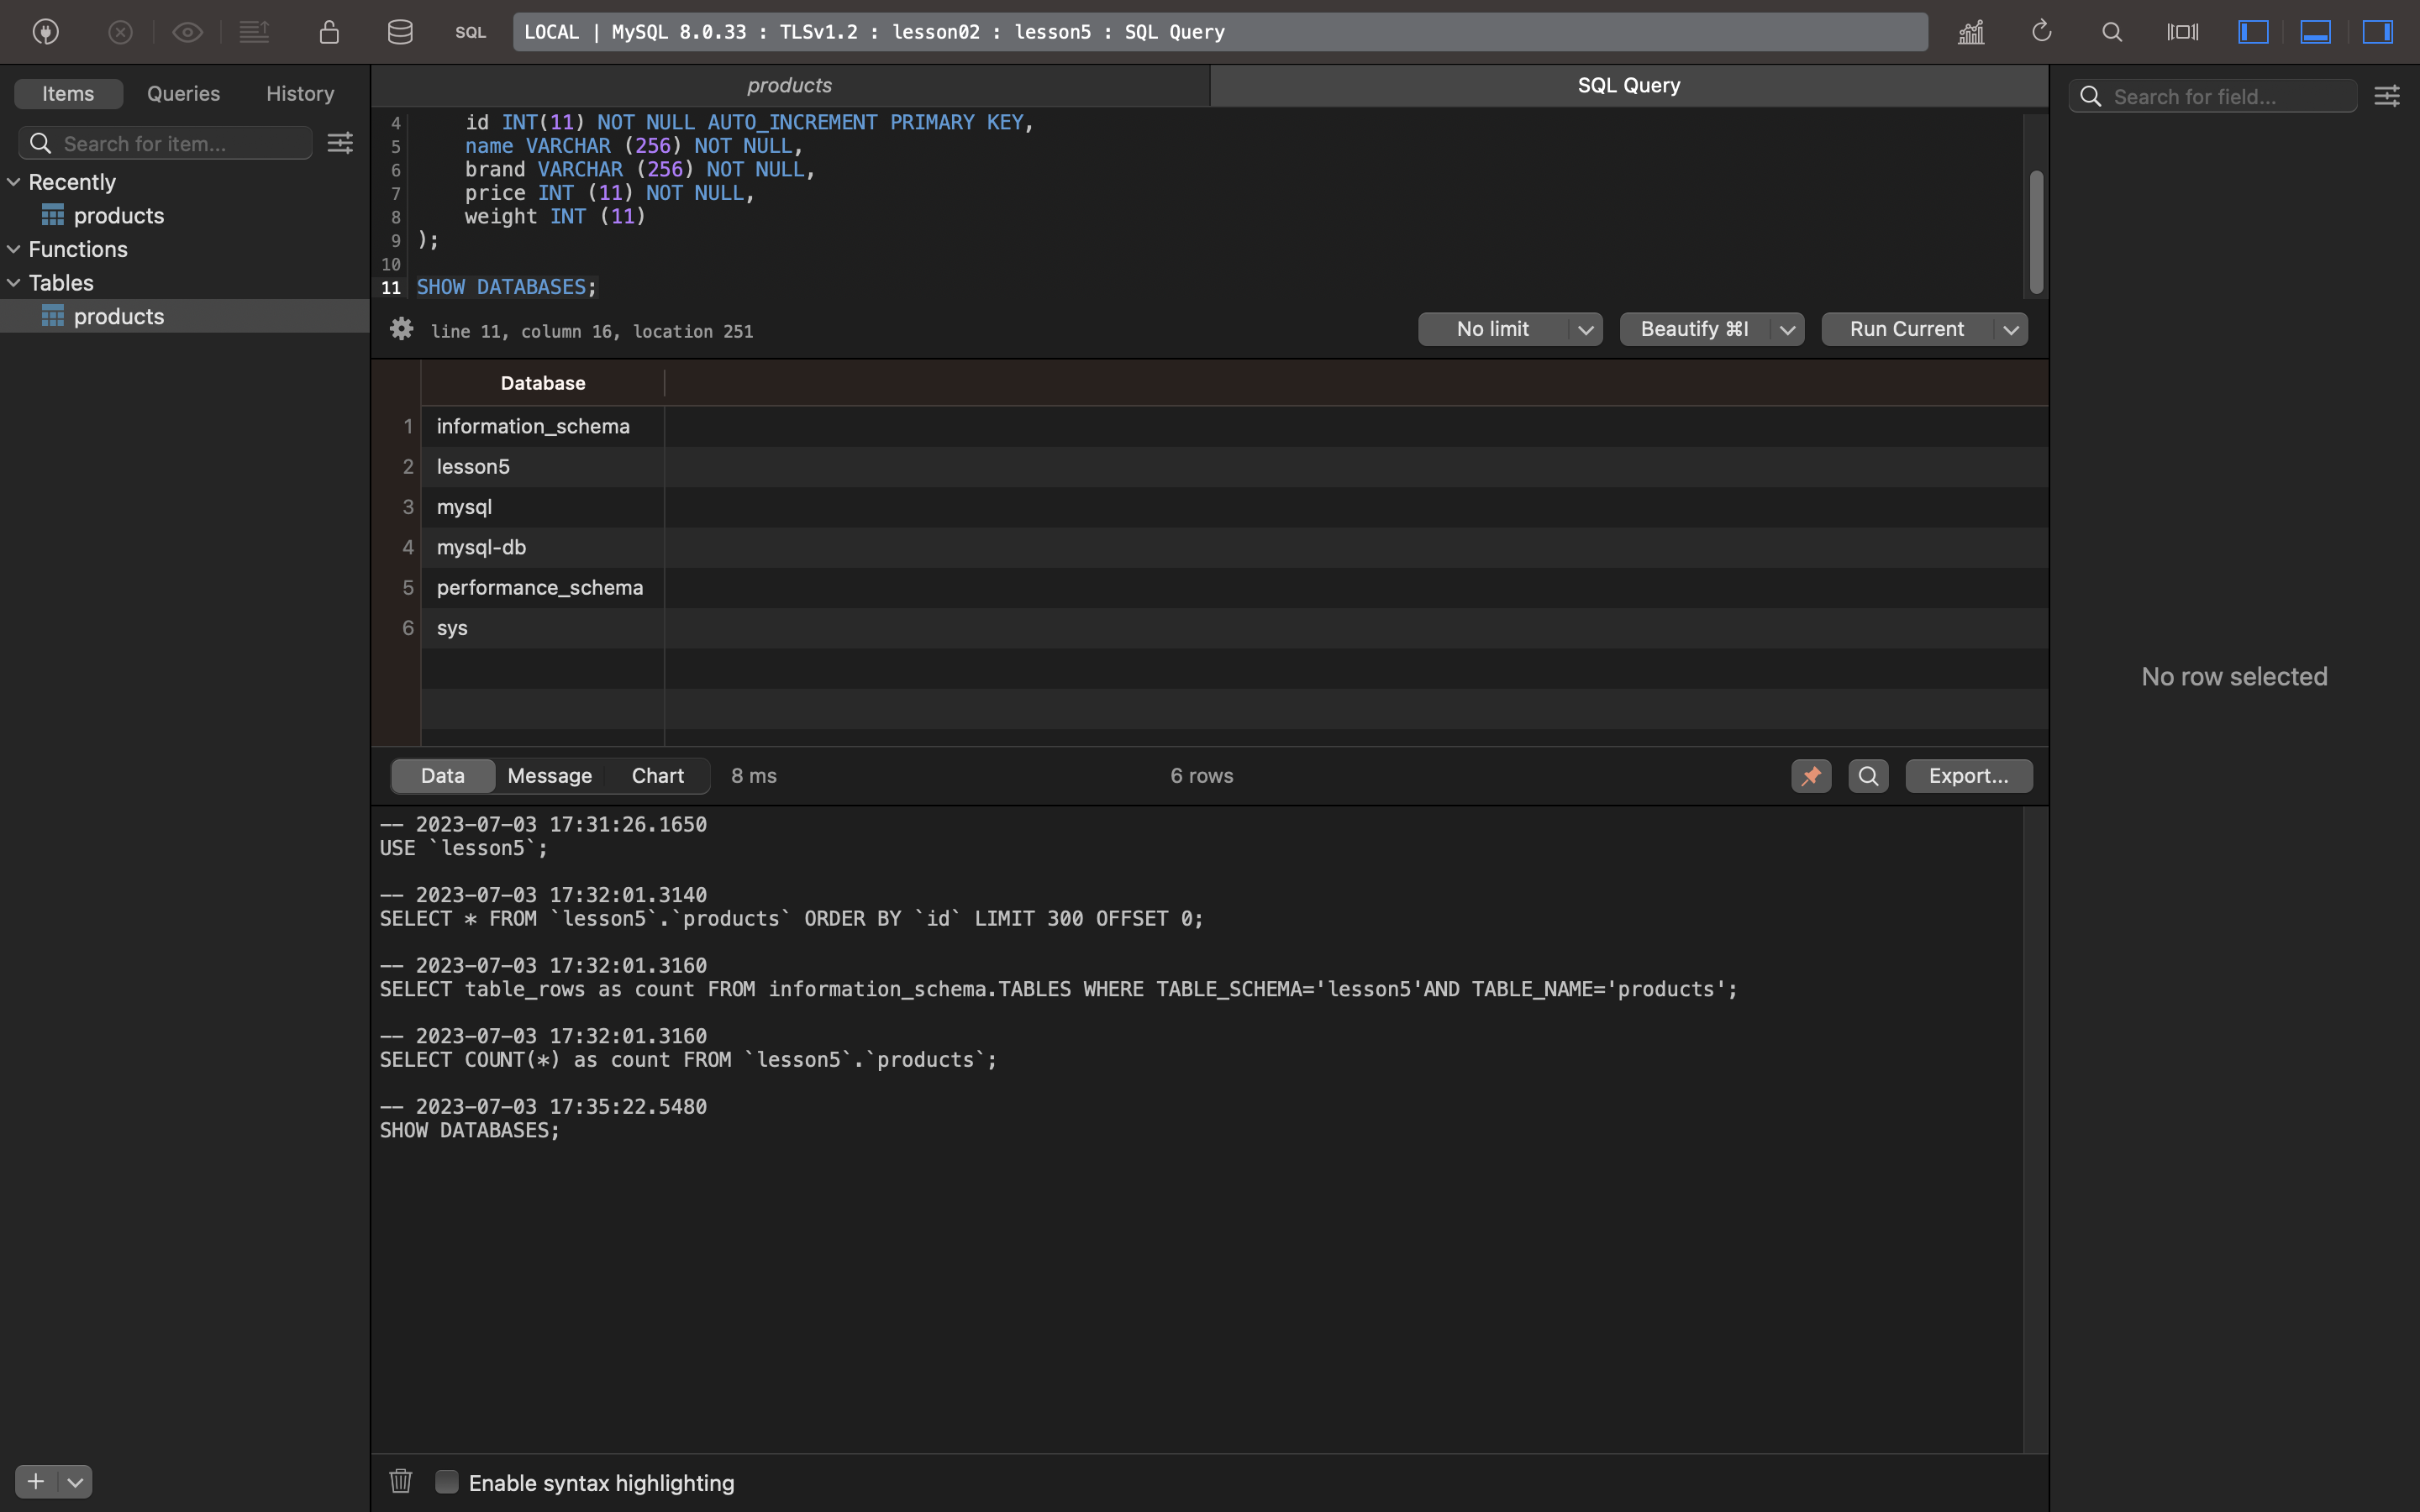 SQL
LOCAL | MySQL 8.0.33 : TLSv1.2 : lesson02 : lesson5 : SQL Query
Items
Queries
History
Search for item...
Recently
products
Functions
Tables
products
products
SQL Query
4 id INT(11) NOT NULL AUTO_INCREMENT PRIMARY KEY,
5 name VARCHAR (256) NOT NULL,
6 brand VARCHAR (256) NOT NULL,
7 price INT (11) NOT NULL,
8 weight INT (11)
9 );
10
11 SHOW DATABASES;
line 11, column 16, location 251
No limit
Beautify ⌘I
Run Current
Database
1 information_schema
2 lesson5
3 mysql
4 mysql-db
5 performance_schema
6 sys
Data
Message
Chart
8 ms
6 rows
Export...
-- 2023-07-03 17:31:26.1650
USE `lesson5`;
-- 2023-07-03 17:32:01.3140
SELECT * FROM `lesson5`.`products` ORDER BY `id` LIMIT 300 OFFSET 0;
-- 2023-07-03 17:32:01.3160
SELECT table_rows as count FROM information_schema.TABLES WHERE TABLE_SCHEMA='lesson5'AND TABLE_NAME='products';
-- 2023-07-03 17:32:01.3160
SELECT COUNT(*) as count FROM `lesson5`.`products`;
-- 2023-07-03 17:35:22.5480
SHOW DATABASES;
Enable syntax highlighting
Search for field...
No row selected